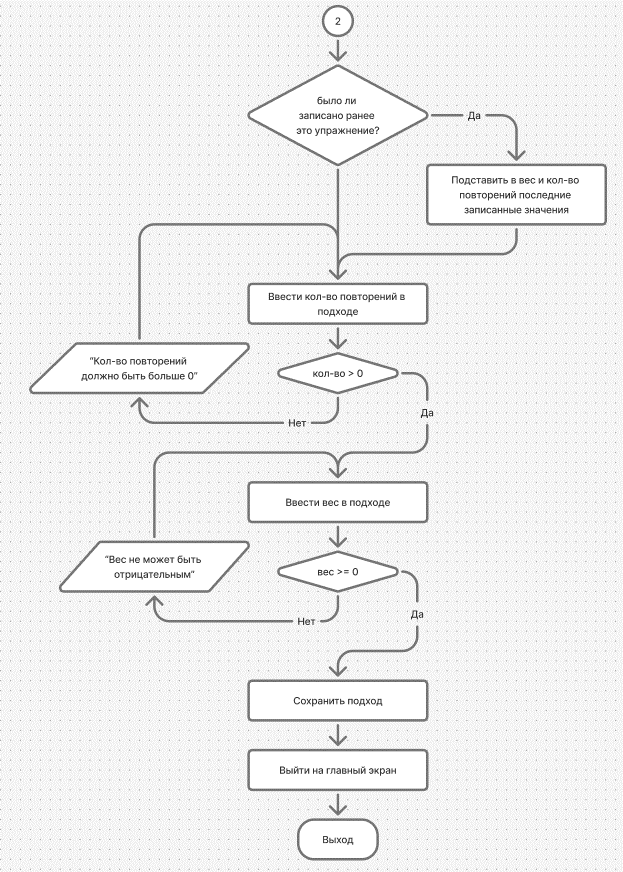 2
было ли
записано ранее
это упражнение?
Да
Подставить в вес и кол-во
повторений последние
записанные значения
Ввести кол-во повторений в
подходе
"Кол-во повторений
должно быть больше 0"
кол-во > 0
Да
Нет
Ввести вес в подходе
"Вес не может быть
отрицательным"
вес >= 0
Да
Нет
Сохранить подход
Выйти на главный экран
Выход